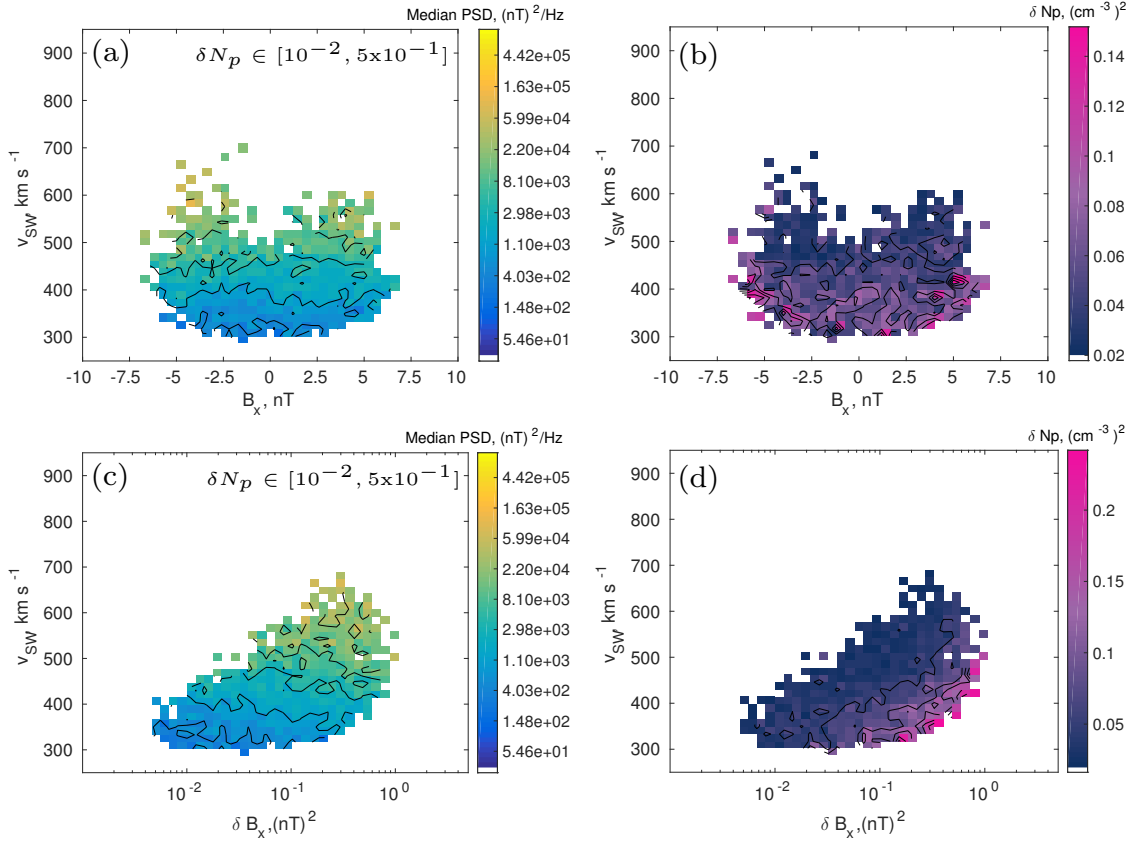 Median PSD, (nT)²/Hz
(a)
δN_p ∈ [10⁻², 5x10⁻¹]
900
800
700
600
500
400
300
v_SW, km s⁻¹
-10 -7.5 -5 -2.5 0 2.5 5 7.5 10
B_x, nT
4.42e+05
1.63e+05
5.99e+04
2.20e+04
8.10e+03
2.98e+03
1.10e+03
4.03e+02
1.48e+02
5.46e+01
δ Np, (cm⁻³)²
(b)
900
800
700
600
500
400
300
v_SW, km s⁻¹
-10 -7.5 -5 -2.5 0 2.5 5 7.5 10
B_x, nT
0.14
0.12
0.1
0.08
0.06
0.04
0.02
Median PSD, (nT)²/Hz
(c)
δN_p ∈ [10⁻², 5x10⁻¹]
900
800
700
600
500
400
300
v_SW, km s⁻¹
10⁻² 10⁻¹ 10⁰
δ B_x,(nT)²
4.42e+05
1.63e+05
5.99e+04
2.20e+04
8.10e+03
2.98e+03
1.10e+03
4.03e+02
1.48e+02
5.46e+01
δ Np, (cm⁻³)²
(d)
900
800
700
600
500
400
300
v_SW, km s⁻¹
10⁻² 10⁻¹ 10⁰
δ B_x,(nT)²
0.2
0.15
0.1
0.05